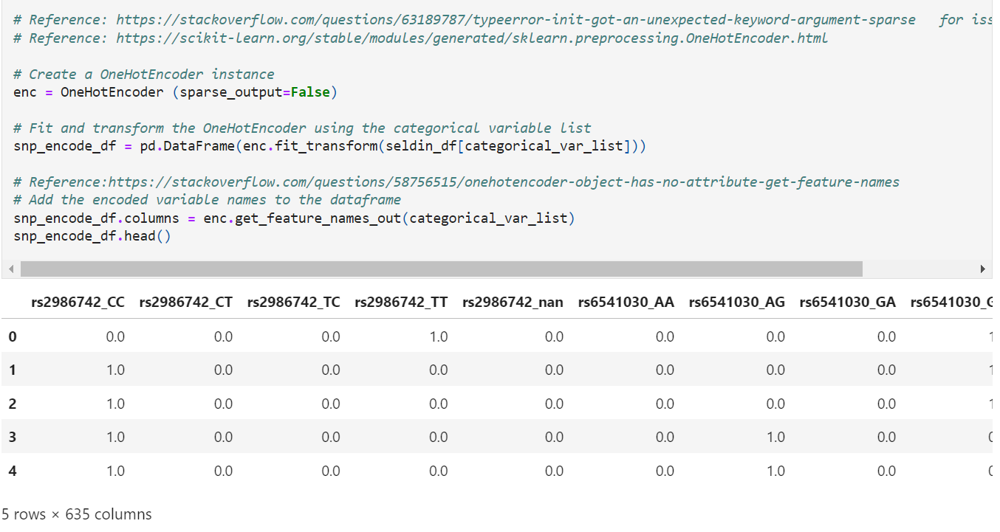 # Reference: https://stackoverflow.com/questions/63189787/typeerror-init-got-an-unexpected-keyword-argument-sparse for iss
# Reference: https://scikit-learn.org/stable/modules/generated/sklearn.preprocessing.OneHotEncoder.html
# Create a OneHotEncoder instance
enc = OneHotEncoder (sparse_output=False)
# Fit and transform the OneHotEncoder using the categorical variable list
snp_encode_df = pd.DataFrame(enc.fit_transform(seldin_df[categorical_var_list]))
# Reference:https://stackoverflow.com/questions/58756515/onehotencoder-object-has-no-attribute-get-feature-names
# Add the encoded variable names to the dataframe
snp_encode_df.columns = enc.get_feature_names_out(categorical_var_list)
snp_encode_df.head()
rs2986742_CC rs2986742_CT rs2986742_TC rs2986742_TT rs2986742_nan rs6541030_AA rs6541030_AG rs6541030_GA rs6541030_G
0 0.0 0.0 0.0 1.0 0.0 0.0 0.0 0.0 1
1 1.0 0.0 0.0 0.0 0.0 0.0 0.0 0.0 1
2 1.0 0.0 0.0 0.0 0.0 0.0 0.0 0.0 1
3 1.0 0.0 0.0 0.0 0.0 0.0 1.0 0.0 0
4 1.0 0.0 0.0 0.0 0.0 0.0 1.0 0.0 0
5 rows × 635 columns